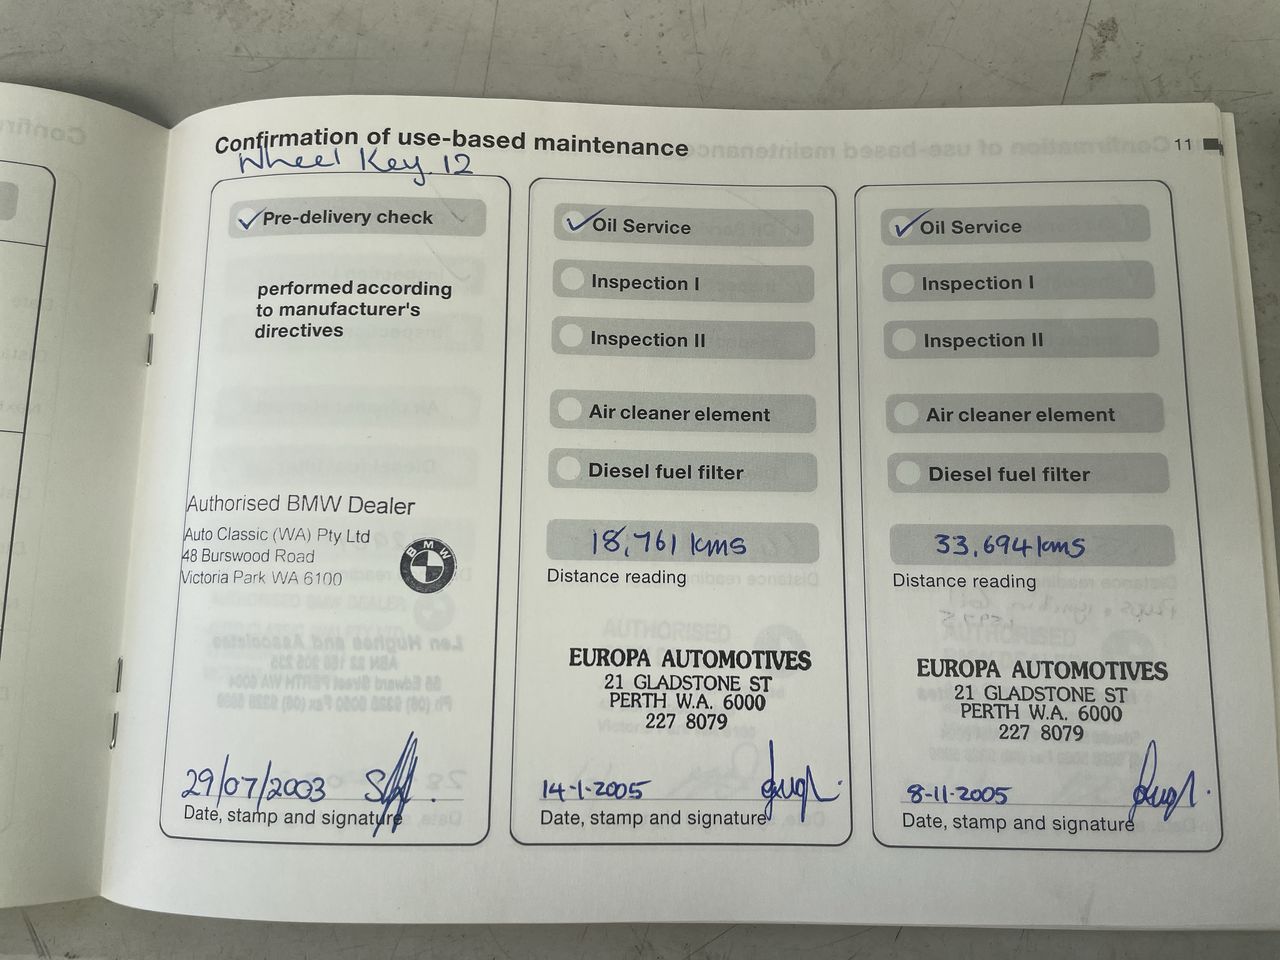 Confirmation of use-based maintenance
11
Wheel Key 12
Pre-delivery check
performed according
to manufacturer's
directives
Authorised BMW Dealer
Auto Classic (WA) Pty Ltd
48 Burswood Road
Victoria Park WA 6100
BMW
29/07/2003
Date, stamp and signature
Oil Service
Inspection I
Inspection II
Air cleaner element
Diesel fuel filter
18,761 kms
Distance reading
EUROPA AUTOMOTIVES
21 GLADSTONE ST
PERTH W.A. 6000
227 8079
14-1-2005
Date, stamp and signature
Oil Service
Inspection I
Inspection II
Air cleaner element
Diesel fuel filter
33,694 kms
Distance reading
EUROPA AUTOMOTIVES
21 GLADSTONE ST
PERTH W.A. 6000
227 8079
8-11-2005
Date, stamp and signature